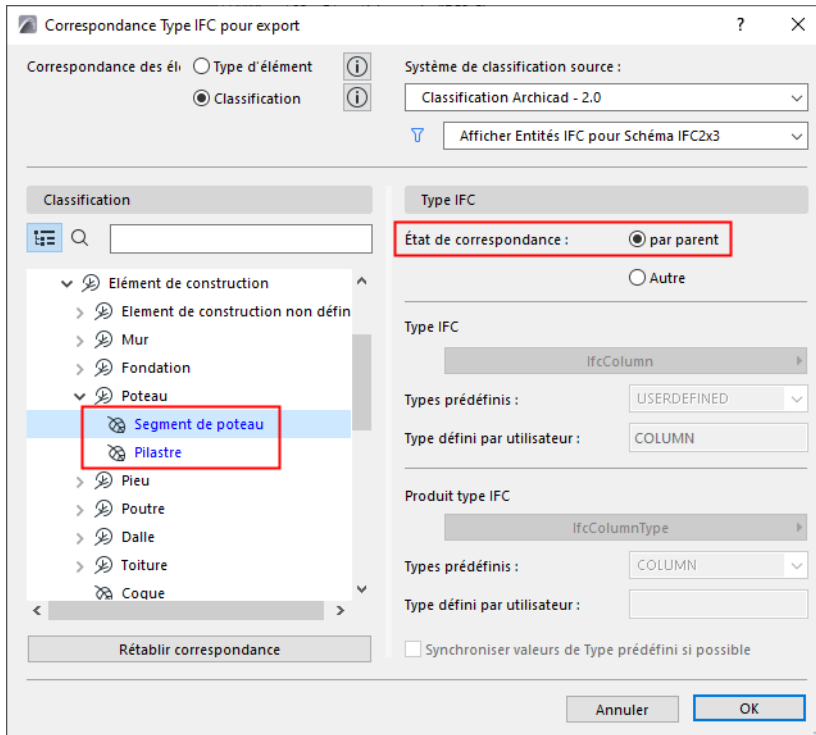 Correspondance Type IFC pour export
?
Correspondance des élé
Type d'élément
Classification
Système de classification source :
Classification Archicad - 2.0
Afficher Entités IFC pour Schéma IFC2x3
Classification
Type IFC
État de correspondance :
par parent
Autre
Elément de construction
Element de construction non défin
Mur
Fondation
Poteau
Segment de poteau
Pilastre
Pieu
Poutre
Dalle
Toiture
Coque
Rétablir correspondance
Type IFC
IfcColumn
Types prédéfinis :
USERDEFINED
Type défini par utilisateur :
COLUMN
Produit type IFC
IfcColumnType
Types prédéfinis :
COLUMN
Type défini par utilisateur :
Synchroniser valeurs de Type prédéfini si possible
Annuler
OK